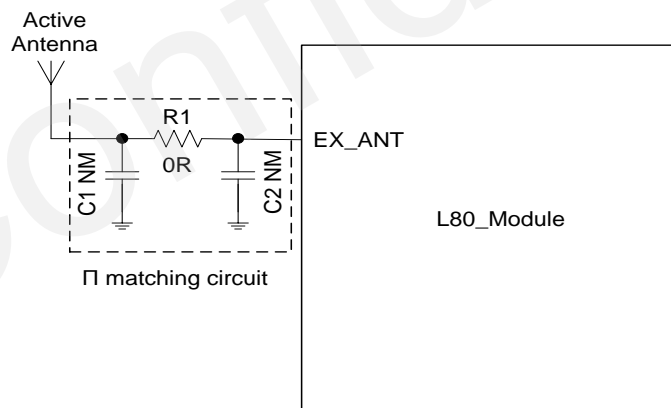 Active
Antenna
R1
0R
C1 NM
C2 NM
EX_ANT
L80_Module
Π matching circuit